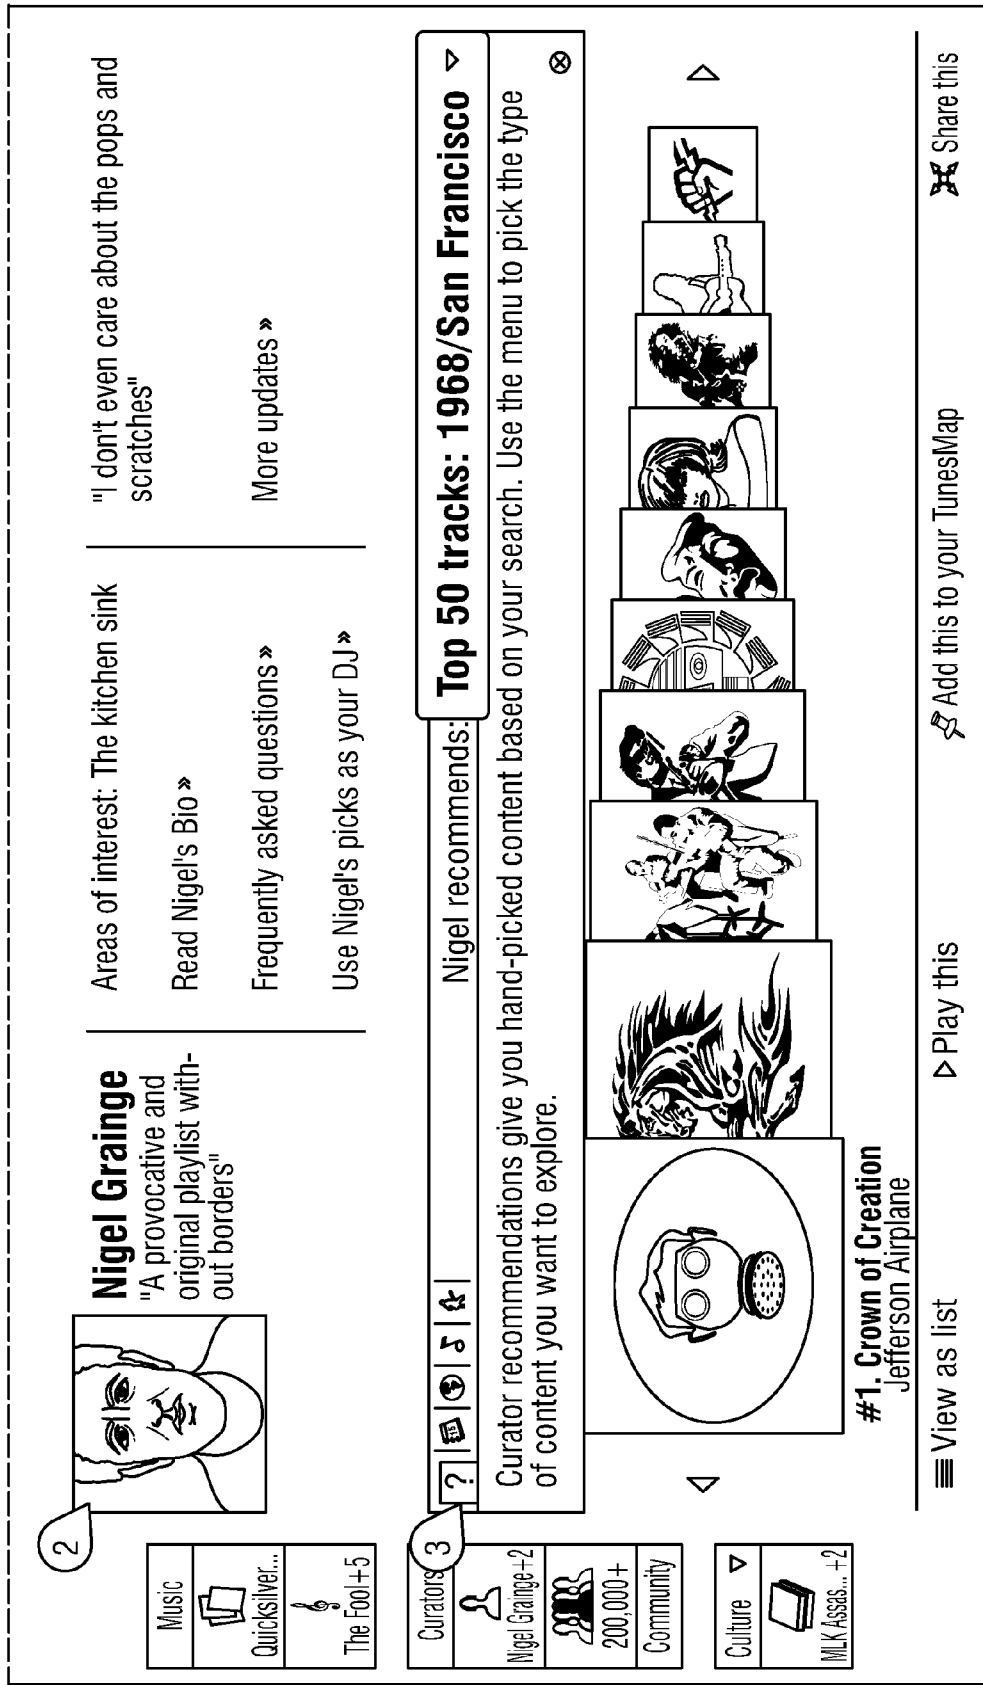 2
Nigel Grainge
"A provocative and
original playlist with-
out borders"
Areas of interest: The kitchen sink
Read Nigel's Bio »
Frequently asked questions »
Use Nigel's picks as your DJ »
"I don't even care about the pops and
scratches"
More updates »
Music
Quicksilver...
The Fool +5
Curators
Nigel Grainge +2
200,000+
Community
Culture
MLK Assas... +2
3
?
15
Nigel recommends:
Top 50 tracks: 1968/San Francisco
Curator recommendations give you hand-picked content based on your search. Use the menu to pick the type
of content you want to explore.
#1. Crown of Creation
Jefferson Airplane
View as list
Play this
Add this to your TunesMap
Share this